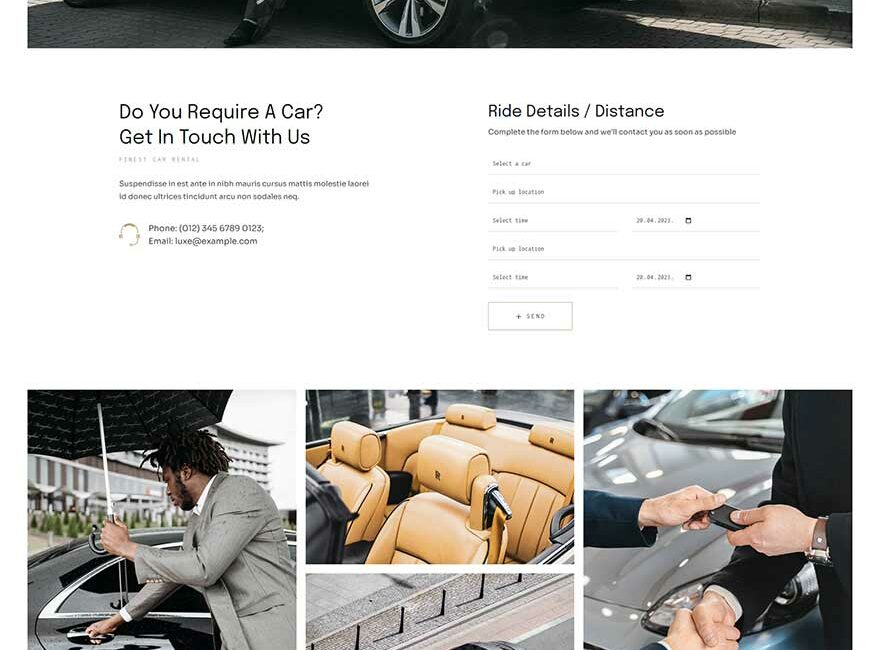 Do You Require A Car?
Get In Touch With Us
FINEST CAR RENTAL
Suspendisse in est ante in nibh mauris cursus mattis molestie laorei
id donec ultrices tincidunt arcu non sodales neq.
Phone: (012) 345 6789 0123;
Email: luxe@example.com
Ride Details / Distance
Complete the form below and we'll contact you as soon as possible
Select a car
Pick up location
Select time
20.04.2023.
Pick up location
Select time
20.04.2023.
+ SEND